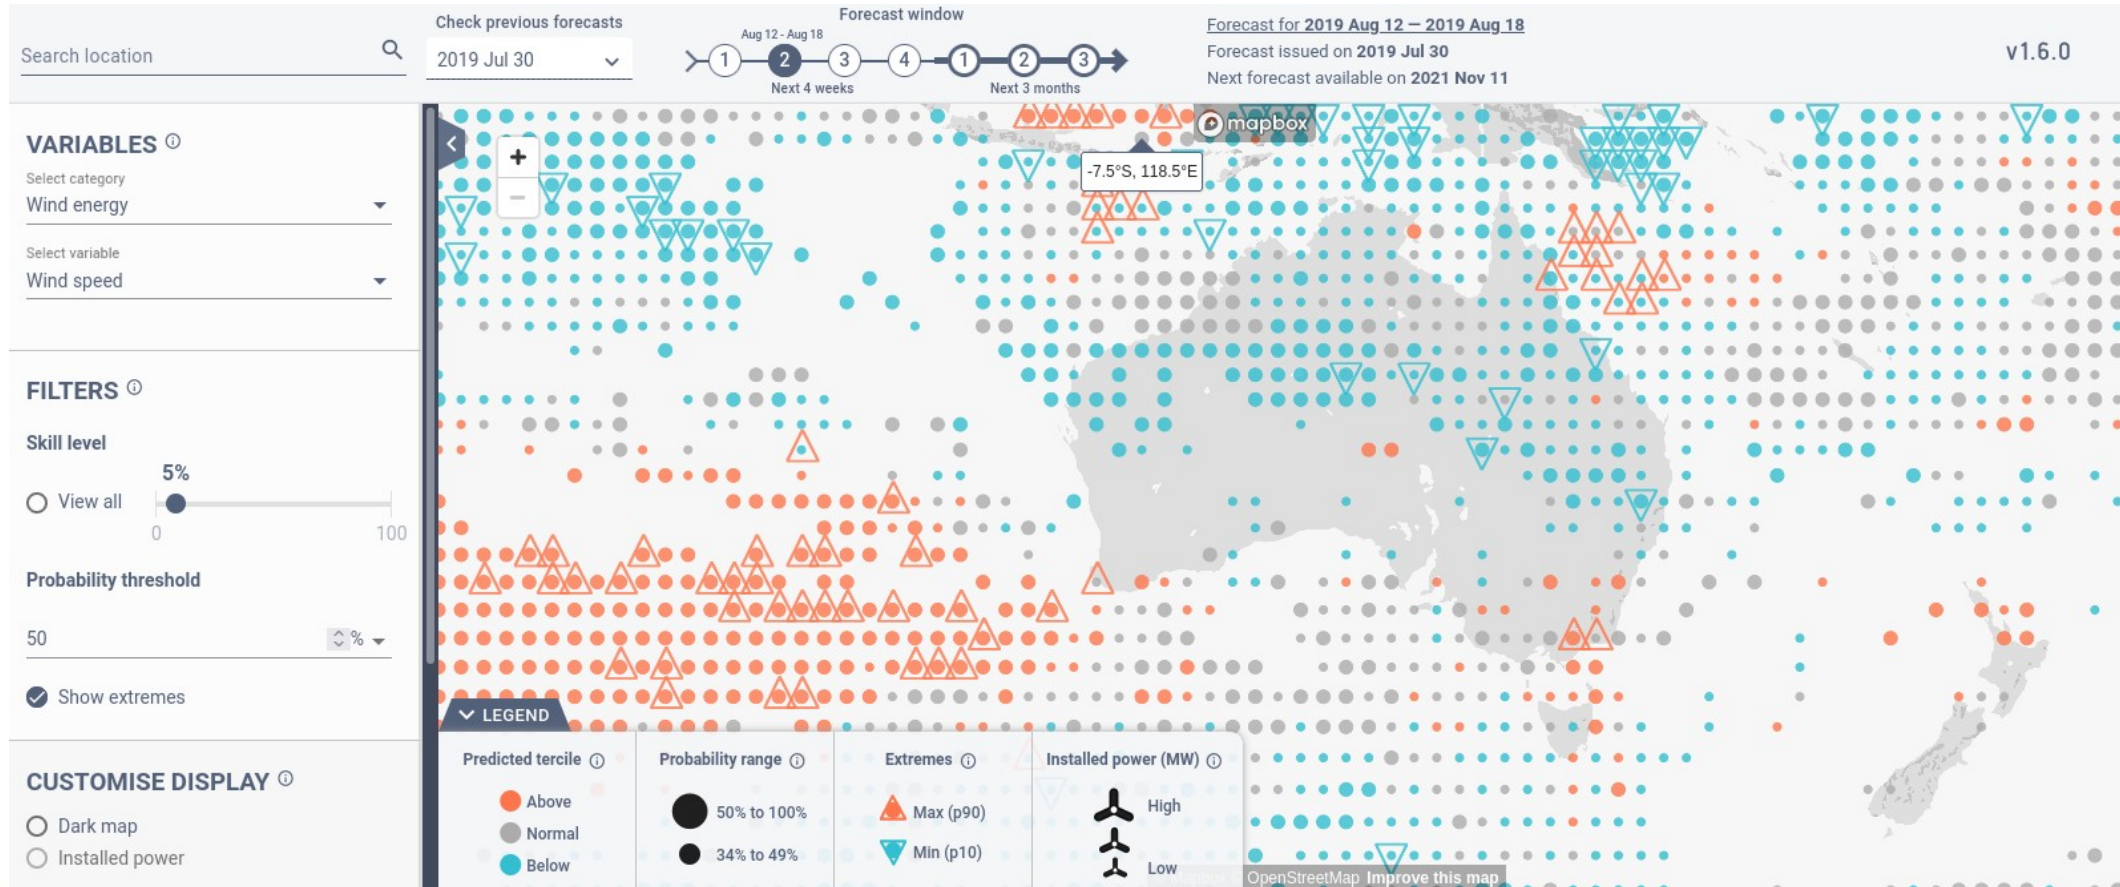 Search location
Check previous forecasts
2019 Jul 30
Forecast window
Aug 12 - Aug 18
1 2 3 4 1 2 3
Next 4 weeks Next 3 months
Forecast for 2019 Aug 12 — 2019 Aug 18
Forecast issued on 2019 Jul 30
Next forecast available on 2021 Nov 11
v1.6.0
VARIABLES
Select category
Wind energy
Select variable
Wind speed
FILTERS
Skill level
5%
View all
0 100
Probability threshold
50 %
Show extremes
CUSTOMISE DISPLAY
Dark map
Installed power
+
−
mapbox
-7.5°S, 118.5°E
LEGEND
Predicted tercile
Above
Normal
Below
Probability range
50% to 100%
34% to 49%
Extremes
Max (p90)
Min (p10)
Installed power (MW)
High
Low
Mapbox OpenStreetMap Improve this map